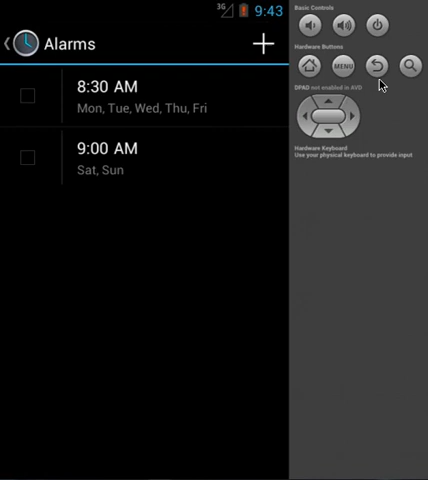 3G
9:43
Alarms
8:30 AM
Mon, Tue, Wed, Thu, Fri
9:00 AM
Sat, Sun
Basic Controls
Hardware Buttons
MENU
DPAD not enabled in AVD
Hardware Keyboard
Use your physical keyboard to provide input